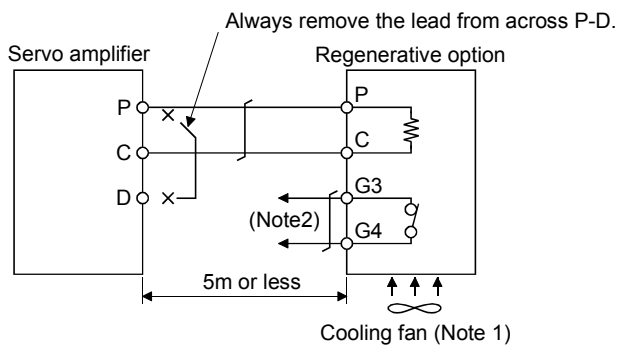 Always remove the lead from across P-D.
Servo amplifier
Regenerative option
P
P
C
C
D
G3
(Note2)
G4
5m or less
Cooling fan (Note 1)